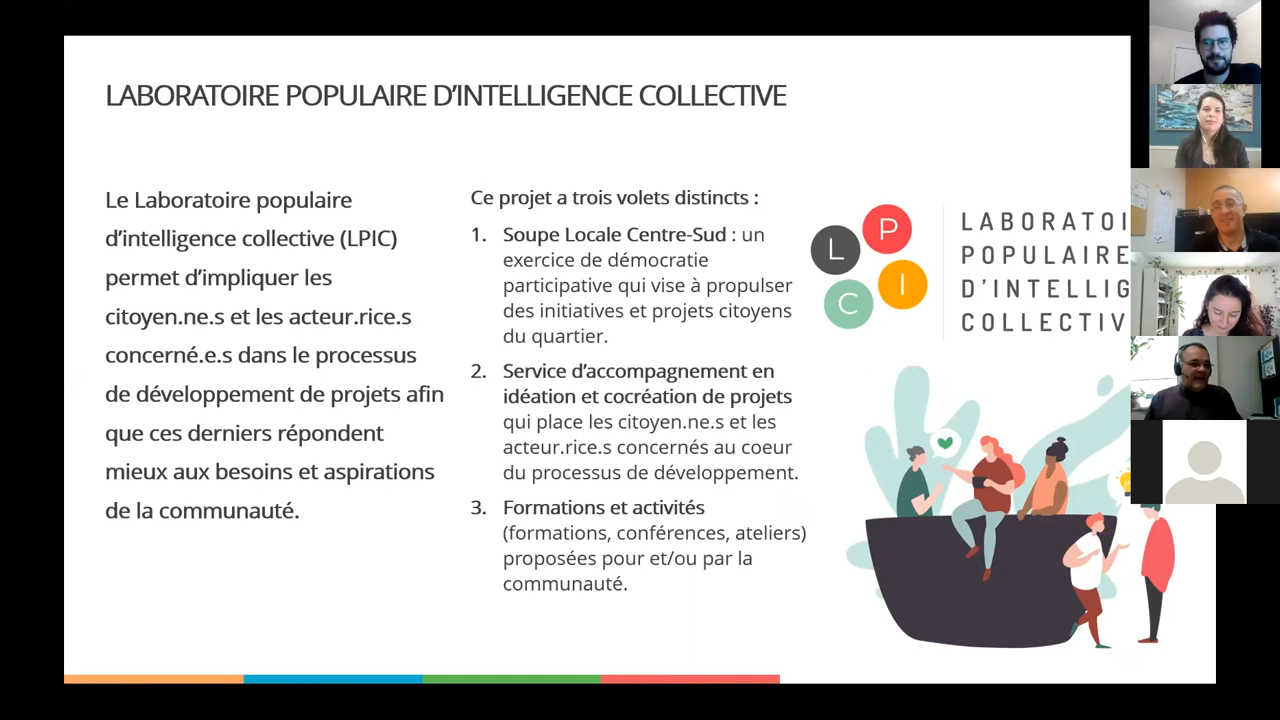 LABORATOIRE POPULAIRE D'INTELLIGENCE COLLECTIVE
Le Laboratoire populaire
d'intelligence collective (LPIC)
permet d'impliquer les
citoyen.ne.s et les acteur.rice.s
concerné.e.s dans le processus
de développement de projets afin
que ces derniers répondent
mieux aux besoins et aspirations
de la communauté.
Ce projet a trois volets distincts :
1. Soupe Locale Centre-Sud : un
exercice de démocratie
participative qui vise à propulser
des initiatives et projets citoyens
du quartier.
2. Service d'accompagnement en
idéation et cocréation de projets
qui place les citoyen.ne.s et les
acteur.rice.s concernés au coeur
du processus de développement.
3. Formations et activités
(formations, conférences, ateliers)
proposées pour et/ou par la
communauté.
L P
C I
LABORATOI
POPULAIRE
D'INTELLIG
COLLECTIV